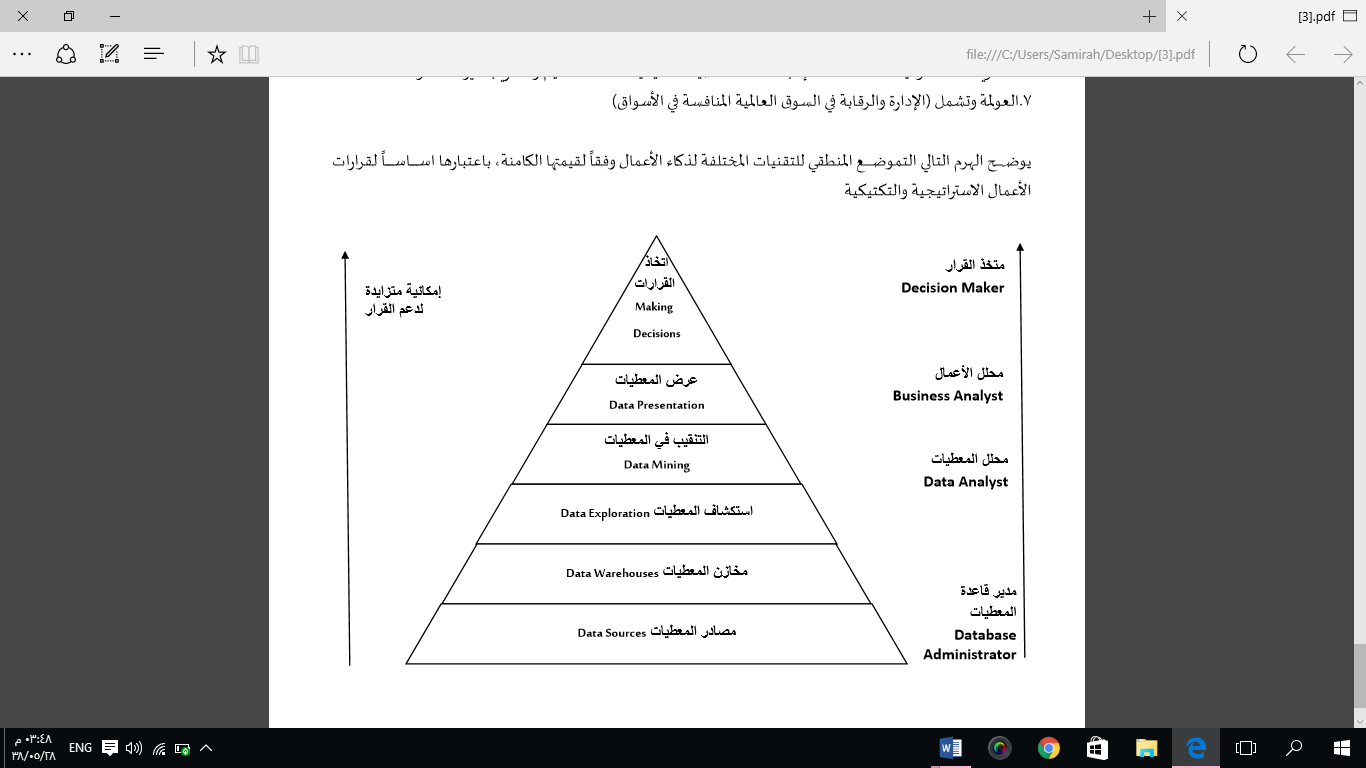 [3].pdf
file:///C:/Users/Samirah/Desktop/[3].pdf
٧.العولمة وتشمل (الإدارة والرقابة في السوق العالمية المنافسة في الأسواق)
يوضح الهرم التالي التموضع المنطقي للتقنيات المختلفة لذكاء الأعمال وفقاً لقيمتها الكامنة، باعتبارها اساساً لقرارات
الأعمال الاستراتيجية والتكتيكية
متخذ القرار
Decision Maker
محلل الأعمال
Business Analyst
محلل المعطيات
Data Analyst
مدير قاعدة
المعطيات
Database
Administrator
اتخاذ
القرارات
Making
Decisions
عرض المعطيات
Data Presentation
التنقيب في المعطيات
Data Mining
استكشاف المعطيات Data Exploration
مخازن المعطيات Data Warehouses
مصادر المعطيات Data Sources
إمكانية متزايدة
لدعم القرار
ENG
٠٣:٤٨ م
٣٨/٠٥/٢٨